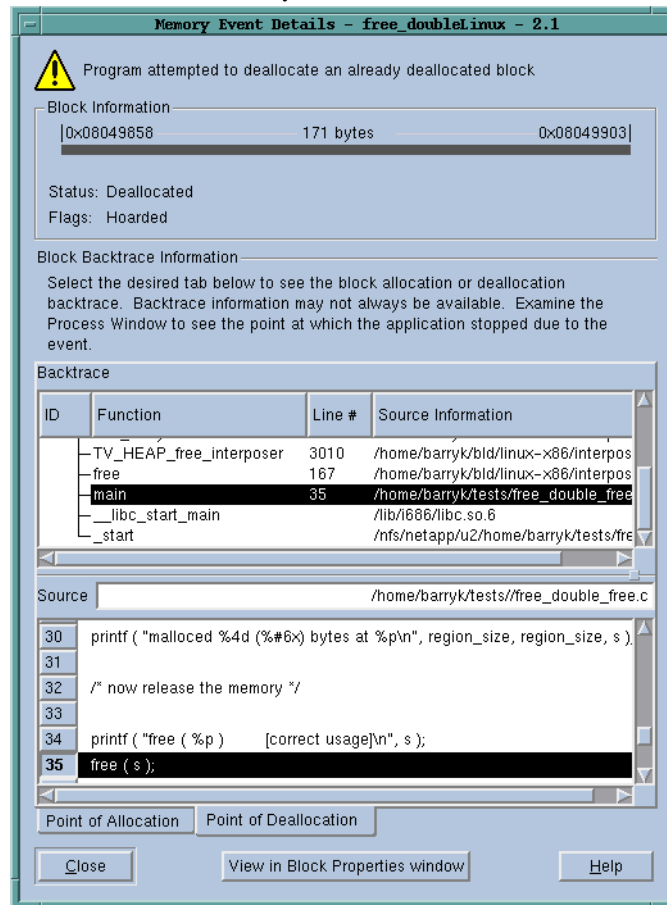 Memory Event Details - free_doubleLinux - 2.1
Program attempted to deallocate an already deallocated block
Block Information
|0x08049858 171 bytes 0x08049903|
Status: Deallocated
Flags: Hoarded
Block Backtrace Information
Select the desired tab below to see the block allocation or deallocation
backtrace. Backtrace information may not always be available. Examine the
Process Window to see the point at which the application stopped due to the
event.
Backtrace
ID Function Line # Source Information
TV_HEAP_free_interposer 3010 /home/barryk/bld/linux-x86/interpos
free 167 /home/barryk/bld/linux-x86/interpos
main 35 /home/barryk/tests/free_double_free
__libc_start_main /lib/i686/libc.so.6
_start /nfs/netapp/u2/home/barryk/tests/fre
Source /home/barryk/tests//free_double_free.c
30 printf ( "malloced %4d (%#6x) bytes at %p\n", region_size, region_size, s )
31
32 /* now release the memory */
33
34 printf ( "free ( %p ) [correct usage]\n", s );
35 free ( s );
Point of Allocation Point of Deallocation
Close View in Block Properties window Help